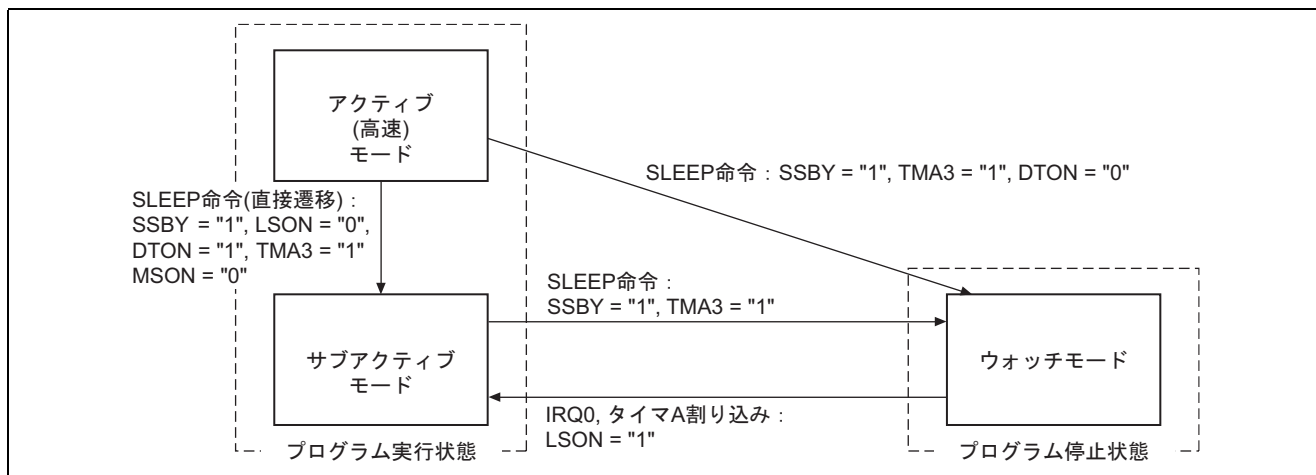 アクティブ
(高速)
モード
SLEEP命令 : SSBY = "1", TMA3 = "1", DTON = "0"
SLEEP命令(直接遷移) :
SSBY = "1", LSON = "0",
DTON = "1", TMA3 = "1"
MSON = "0"
SLEEP命令 :
SSBY = "1", TMA3 = "1"
サブアクティブ
モード
ウォッチモード
IRQ0, タイマA割り込み :
LSON = "1"
プログラム実行状態
プログラム停止状態